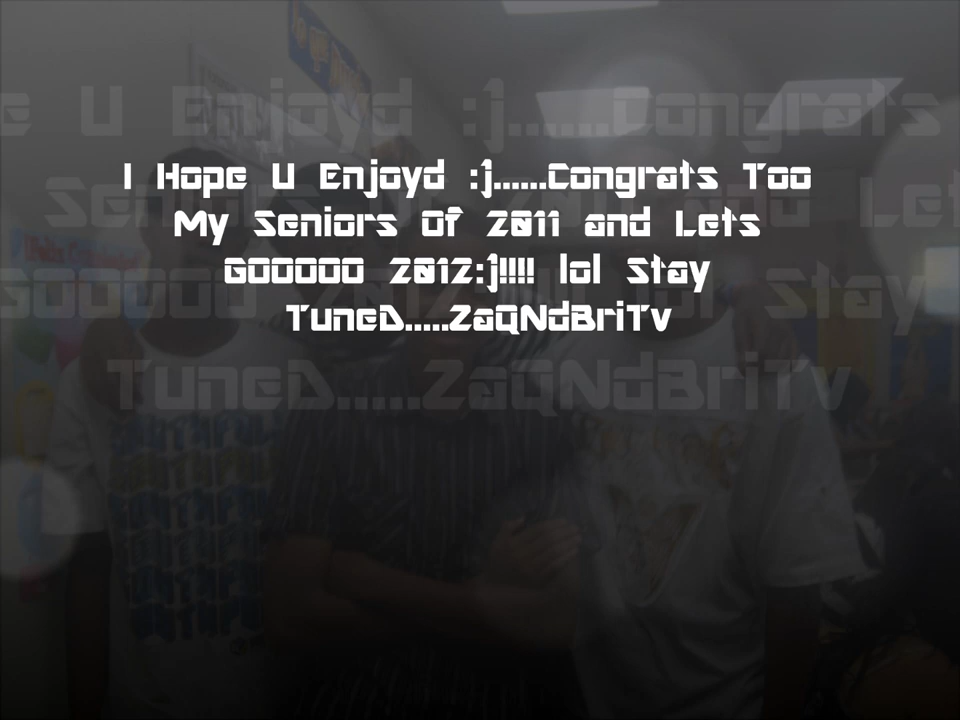 I Hope U Enjoyd :]......Congrats Too
My Seniors Of 2011 and Lets
GOOOOO 2012:]!!!! lol Stay
TuneD.....ZaQNdBriTv